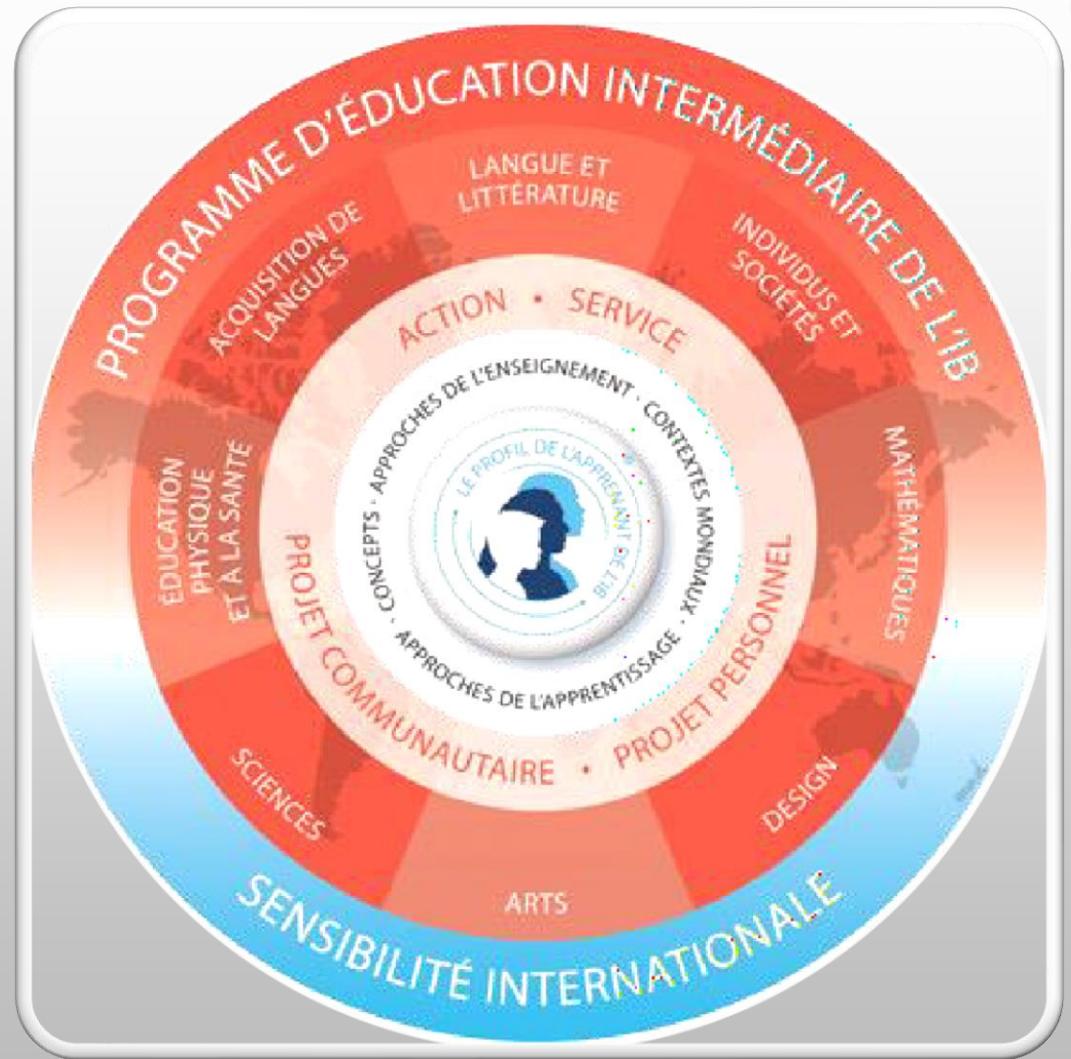 PROGRAMME D'ÉDUCATION INTERMÉDIAIRE DE L'IB
LANGUE ET
LITTÉRATURE
INDIVIDUS ET
SOCIÉTÉS
MATHÉMATIQUES
DESIGN
ARTS
SCIENCES
ÉDUCATION
PHYSIQUE
ET À LA SANTÉ
ACQUISITION DE
LANGUES
ACTION • SERVICE
PROJET COMMUNAUTAIRE • PROJET PERSONNEL
CONCEPTS · APPROCHES DE L'ENSEIGNEMENT · CONTEXTES MONDIAUX ·
APPROCHES DE L'APPRENTISSAGE ·
• LE PROFIL DE L'APPRENANT DE L'IB •
SENSIBILITÉ INTERNATIONALE